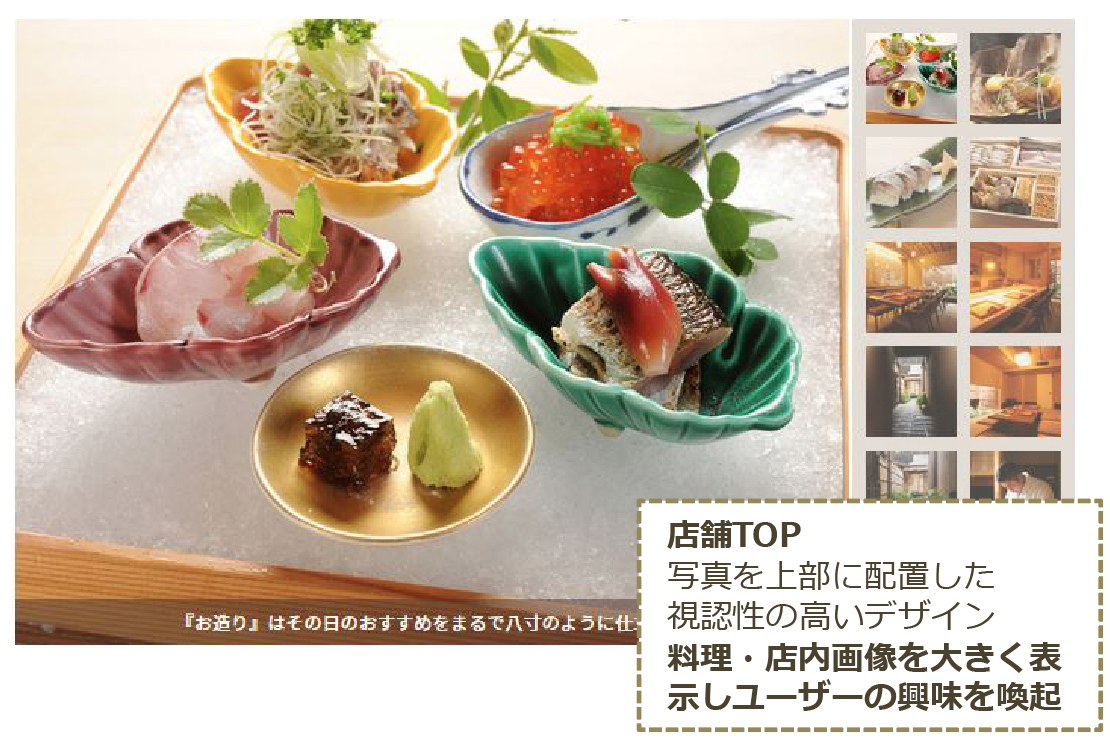 『お造り』はその日のおすすめをまるで八寸のように仕
店舗TOP
写真を上部に配置した
視認性の高いデザイン
料理・店内画像を大きく表
示しユーザーの興味を喚起